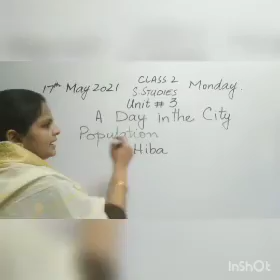 17th May 2021 CLASS 2 Monday.
S-STUDIES
Unit # 3
A Day in the City
Population
Hiba
InShOt